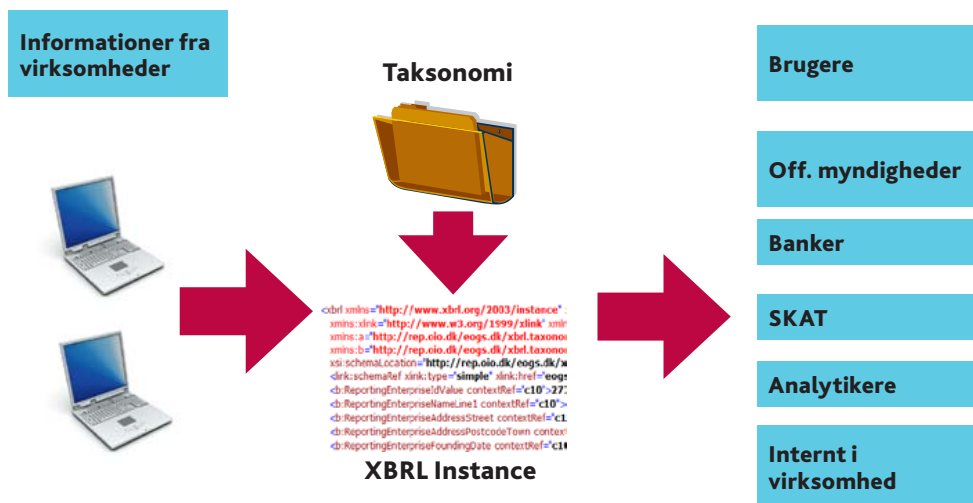 Informationer fra
virksomheder
Taksonomi
<xbrl xmlns="http://www.xbrl.org/2003/instance"
xmlns:xlink="http://www.w3.org/1999/xlink"
xmlns:a="http://rep.oio.dk/eogs.dk/xbrl.taxono
xmlns:b="http://rep.oio.dk/eogs.dk/xbrl.taxono
xsi:schemaLocation="http://rep.oio.dk/eogs.dk/x
<link:schemaRef xlink:type="simple" xlink:href="eogs
<b:ReportingEnterpriseIdValue contextRef="c10">27
<b:ReportingEnterpriseNameLine1 contextRef="c10">
<b:ReportingEnterpriseAddressStreet contextRef="c1
<b:ReportingEnterpriseAddressPostcodeTown context
<b:ReportingEnterpriseFoundingDate contextRef="c1
XBRL Instance
Brugere
Off. myndigheder
Banker
SKAT
Analytikere
Internt i
virksomhed